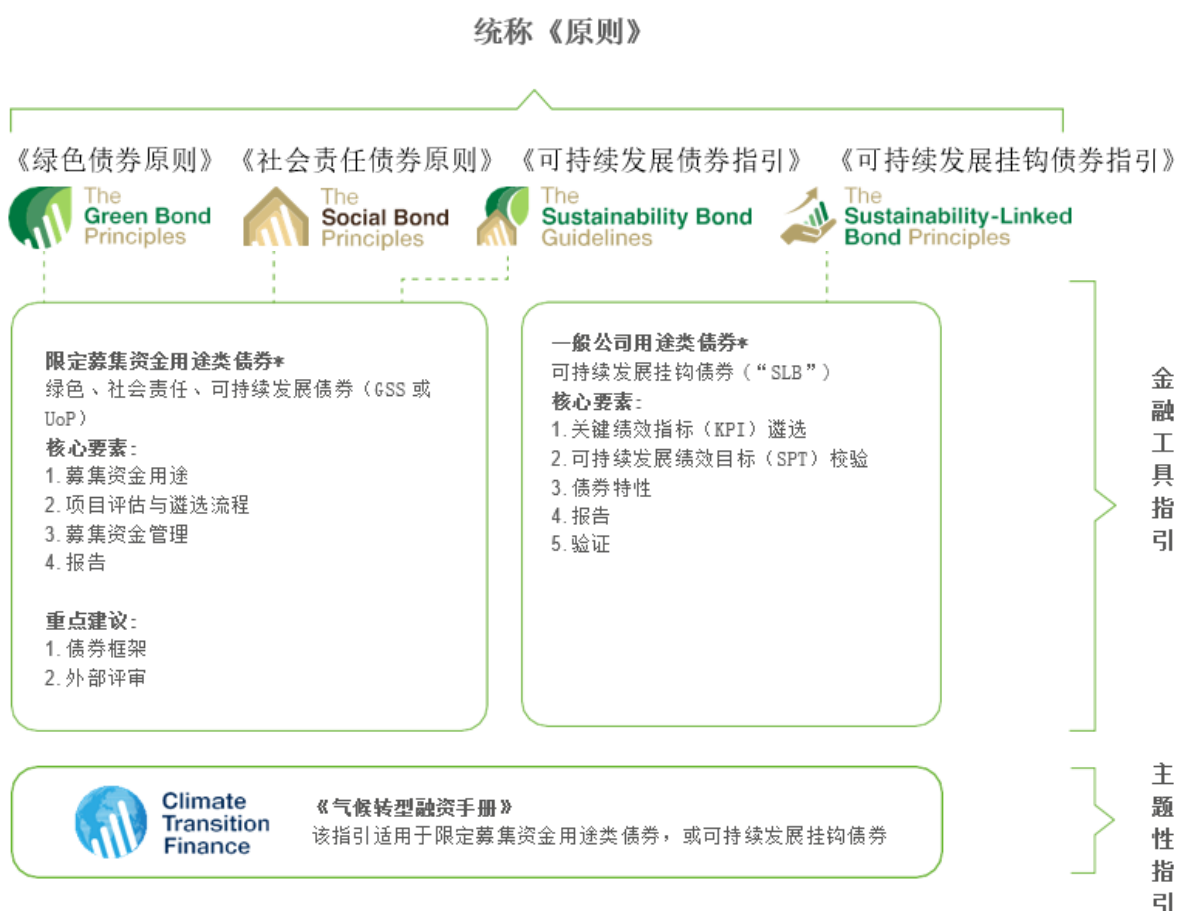 统称《原则》
《绿色债券原则》 《社会责任债券原则》 《可持续发展债券指引》 《可持续发展挂钩债券指引》
The
Green Bond
Principles
The
Social Bond
Principles
The
Sustainability Bond
Guidelines
The
Sustainability-Linked
Bond Principles
限定募集资金用途类债券*
绿色、社会责任、可持续发展债券（GSS 或
UoP）
核心要素：
1.募集资金用途
2.项目评估与遴选流程
3.募集资金管理
4.报告
重点建议：
1.债券框架
2.外部评审
一般公司用途类债券*
可持续发展挂钩债券（“SLB”）
核心要素：
1.关键绩效指标（KPI）遴选
2.可持续发展绩效目标（SPT）校验
3.债券特性
4.报告
5.验证
金融工具指引
Climate
Transition
Finance
《气候转型融资手册》
该指引适用于限定募集资金用途类债券，或可持续发展挂钩债券
主题性指引